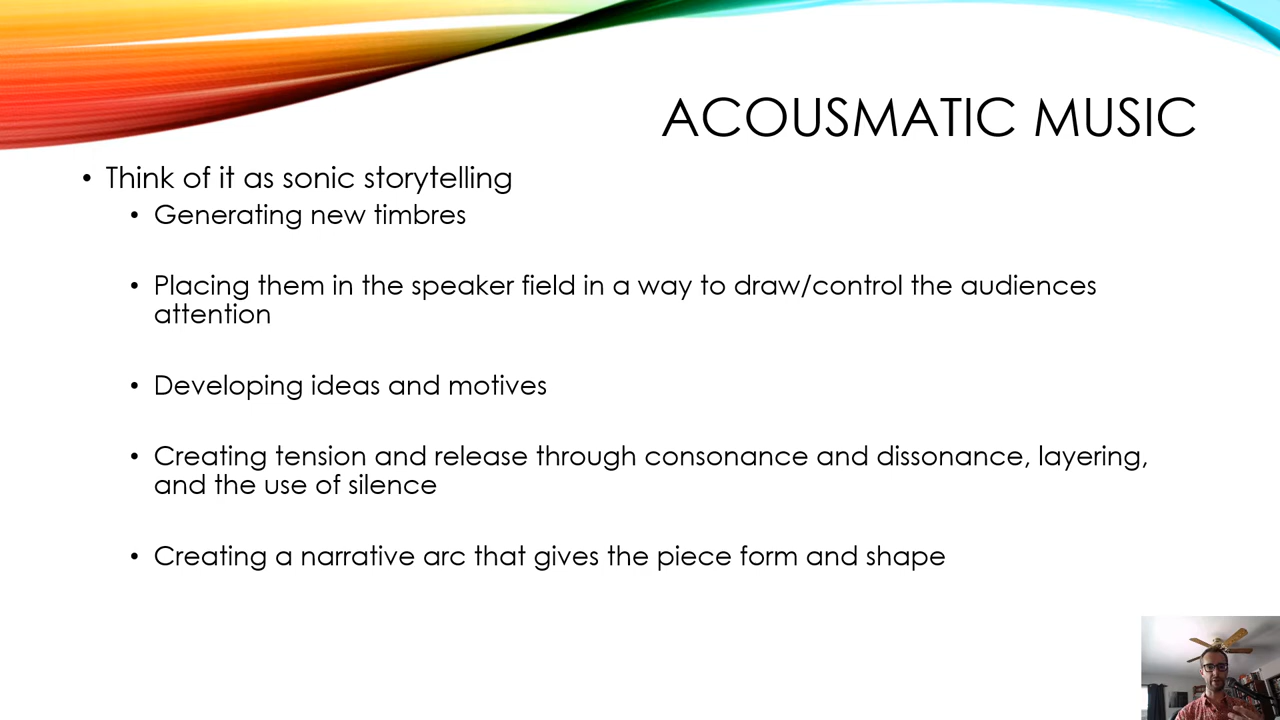 ACOUSMATIC MUSIC
• Think of it as sonic storytelling
• Generating new timbres
• Placing them in the speaker field in a way to draw/control the audiences
attention
• Developing ideas and motives
• Creating tension and release through consonance and dissonance, layering,
and the use of silence
• Creating a narrative arc that gives the piece form and shape